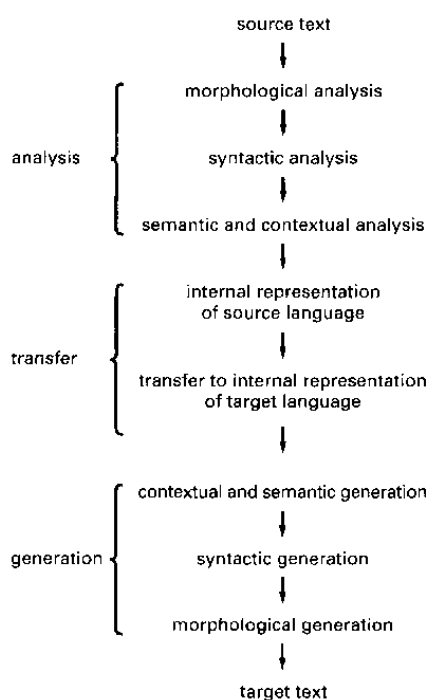 source text
morphological analysis
analysis
syntactic analysis
semantic and contextual analysis
internal representation
of source language
transfer
transfer to internal representation
of target language
contextual and semantic generation
generation
syntactic generation
morphological generation
target text